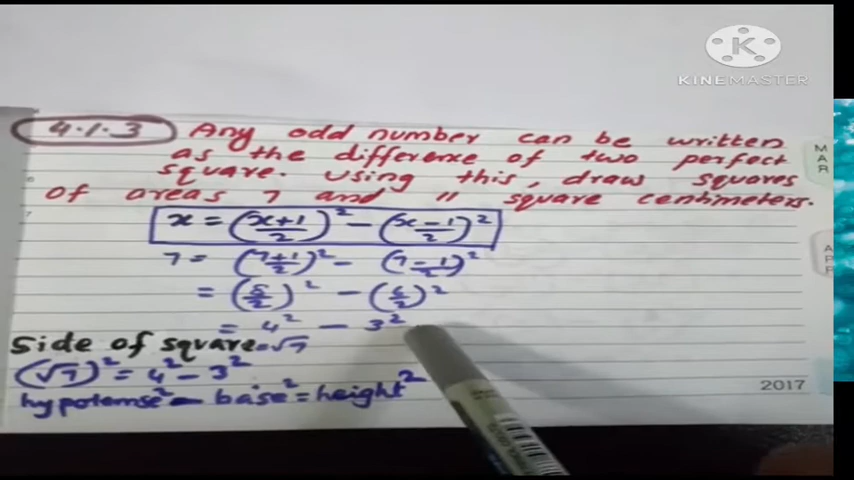 KINEMASTER
4.1.3 Any odd number can be written
as the difference of two perfect
square. Using this, draw squares
of areas 7 and 11 square centimeters.
x = (x+1/2)² - (x-1/2)²
7 = (7+1/2)² - (7-1/2)²
= (8/2)² - (6/2)²
= 4² - 3²
Side of square = √7
(√7)² = 4² - 3²
hypotemse² - base² = height²
2017
MAR